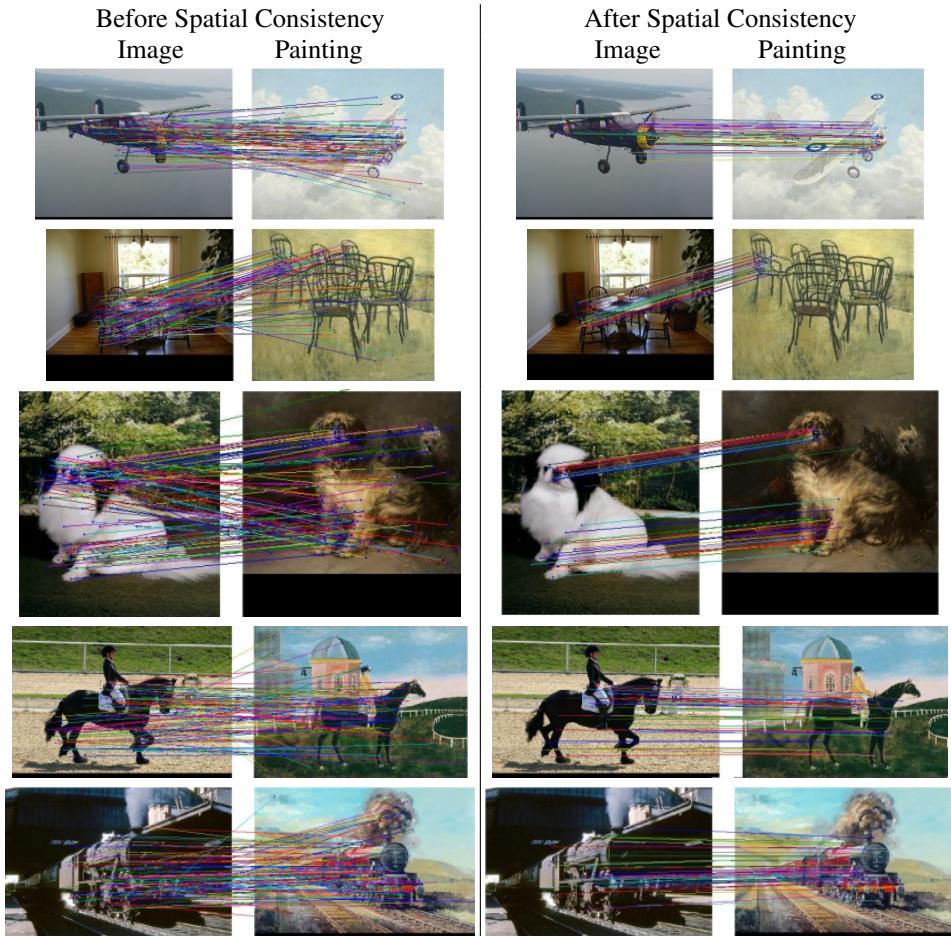 Before Spatial Consistency
Image Painting
After Spatial Consistency
Image Painting